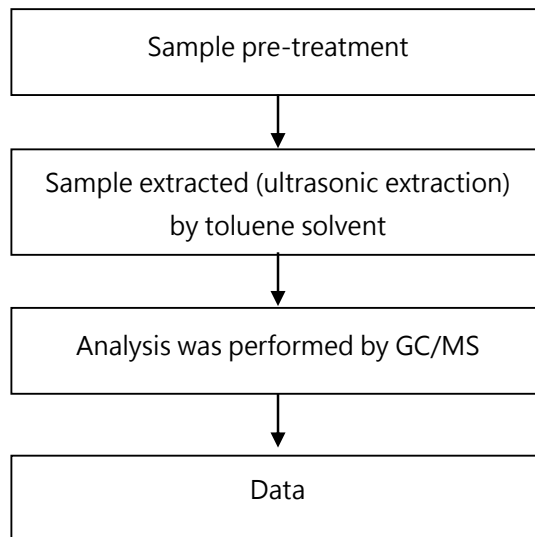 Sample pre-treatment
Sample extracted (ultrasonic extraction)
by toluene solvent
Analysis was performed by GC/MS
Data